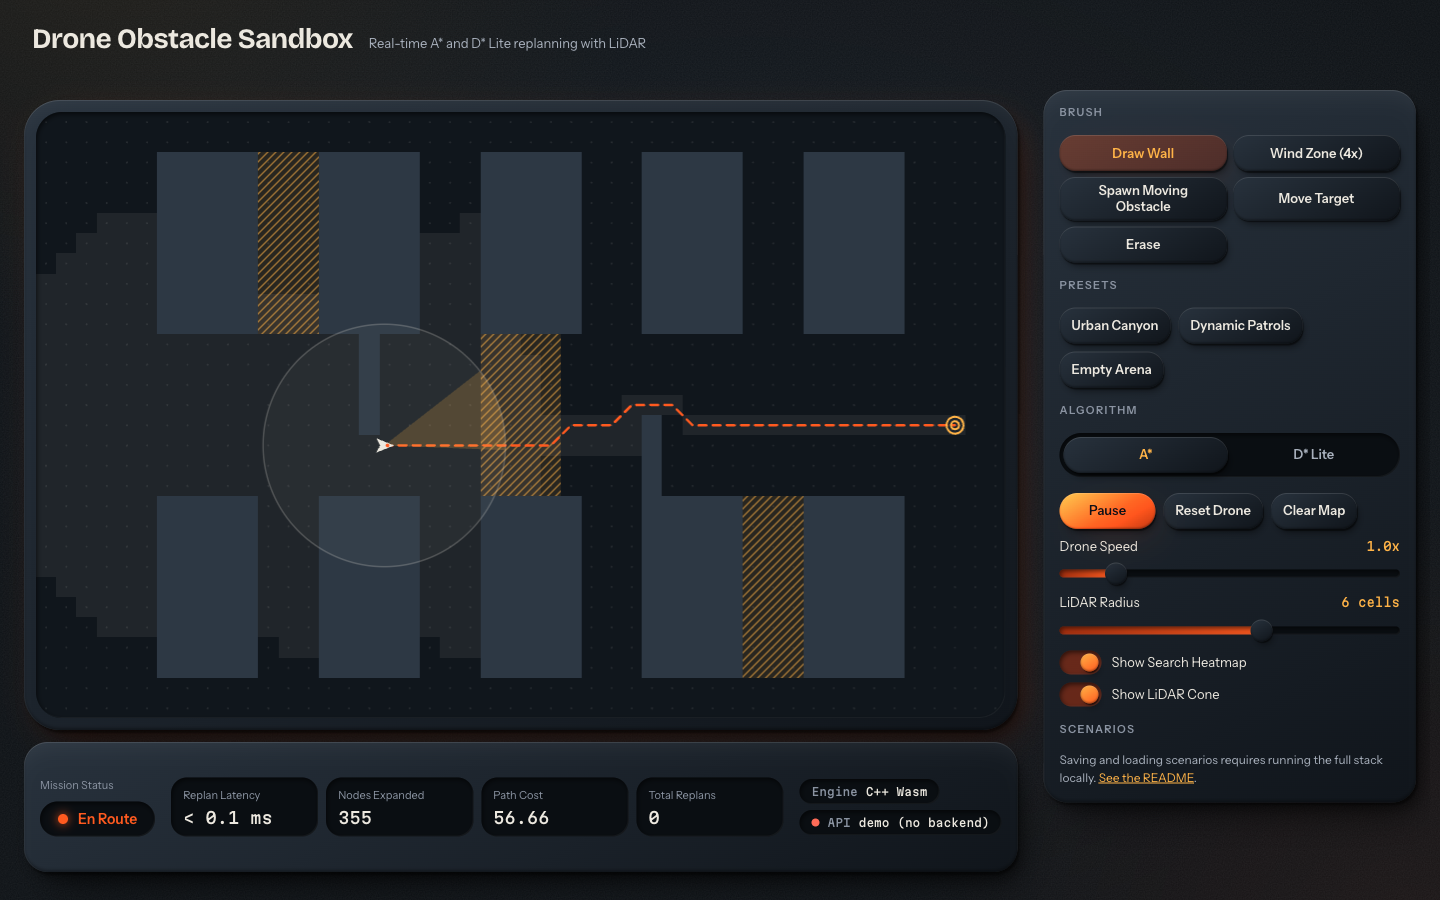 Drone Obstacle Sandbox
Real-time A* and D* Lite replanning with LiDAR
BRUSH
Draw Wall
Wind Zone (4x)
Spawn Moving
Obstacle
Move Target
Erase
PRESETS
Urban Canyon
Dynamic Patrols
Empty Arena
ALGORITHM
A*
D* Lite
Pause
Reset Drone
Clear Map
Drone Speed
1.0x
LiDAR Radius
6 cells
Show Search Heatmap
Show LiDAR Cone
SCENARIOS
Saving and loading scenarios requires running the full stack
locally. See the README.
Mission Status
En Route
Replan Latency
< 0.1 ms
Nodes Expanded
355
Path Cost
56.66
Total Replans
0
Engine C++ Wasm
API demo (no backend)